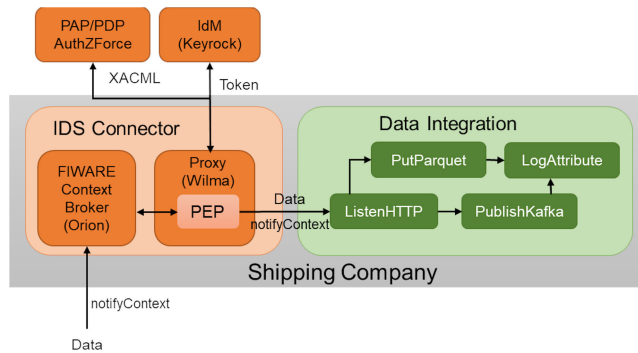 PAP/PDP
AuthZForce
IdM
(Keyrock)
XACML
Token
IDS Connector
Data Integration
FIWARE
Context
Broker
(Orion)
Proxy
(Wilma)
PEP
Data
notifyContext
PutParquet
LogAttribute
ListenHTTP
PublishKafka
Shipping Company
notifyContext
Data